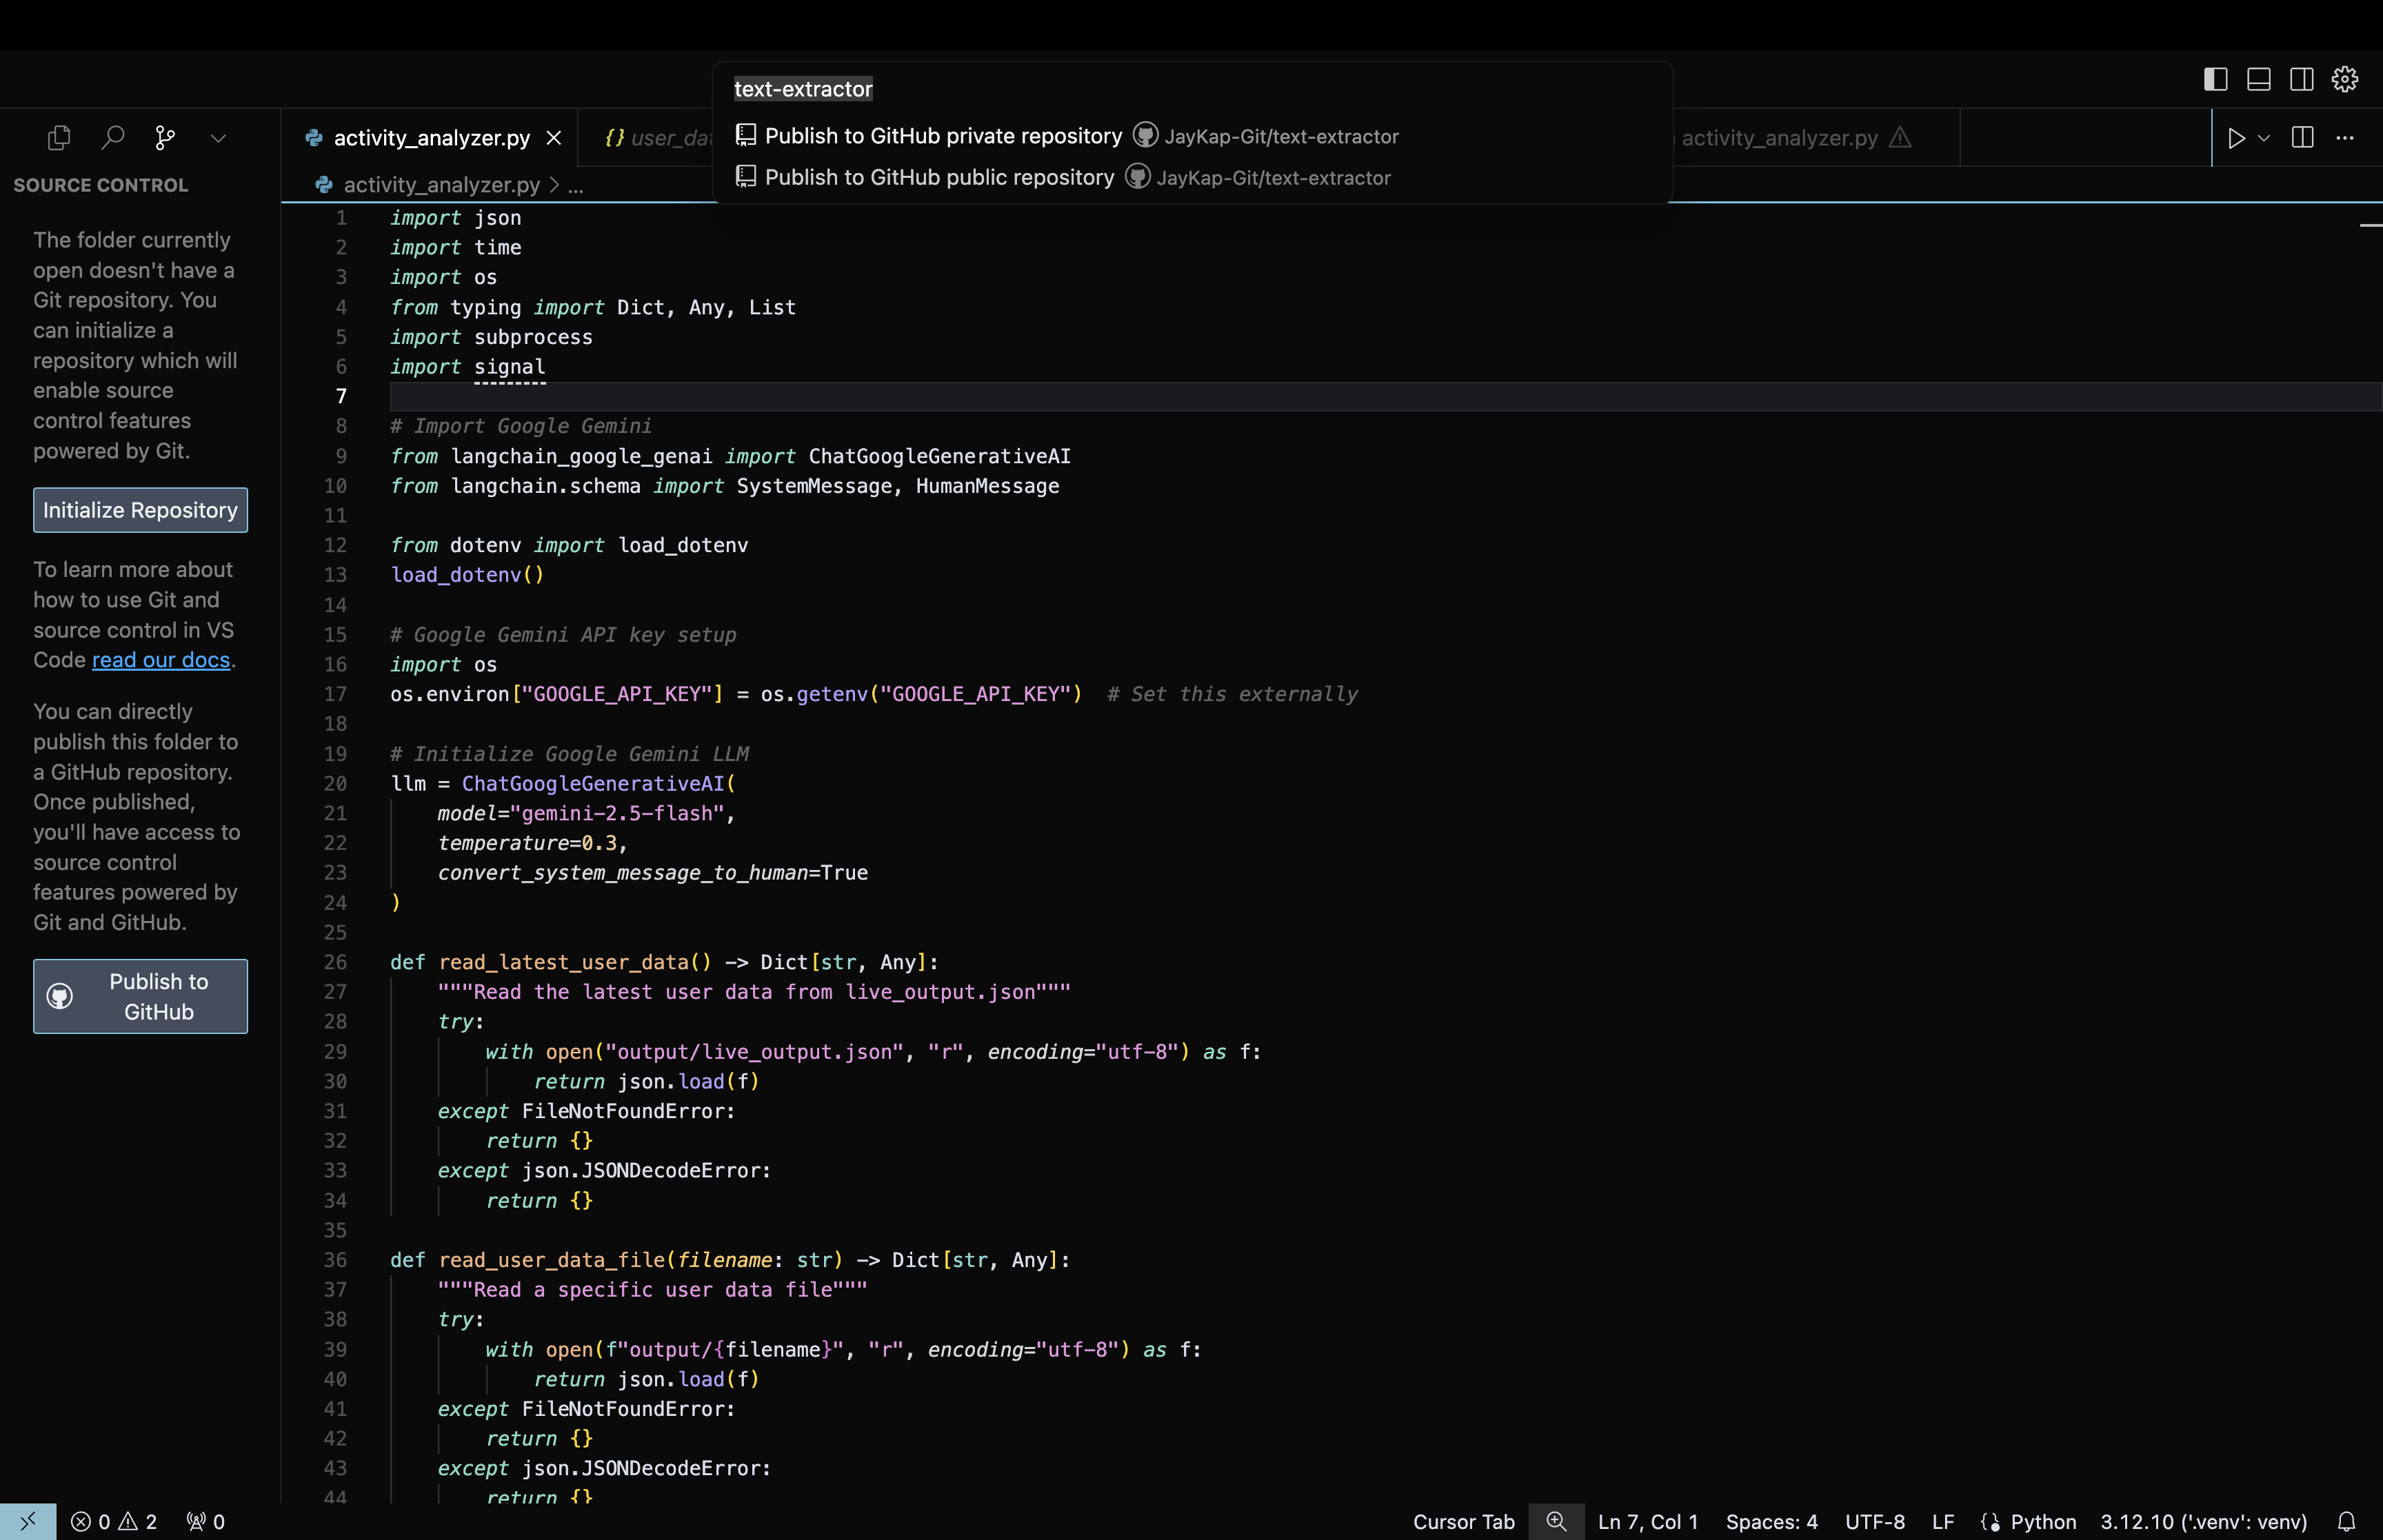 text-extractor
Publish to GitHub private repository JayKap-Git/text-extractor
Publish to GitHub public repository JayKap-Git/text-extractor
activity_analyzer.py
{} user_da
activity_analyzer.py
SOURCE CONTROL
The folder currently
open doesn't have a
Git repository. You
can initialize a
repository which will
enable source
control features
powered by Git.
Initialize Repository
To learn more about
how to use Git and
source control in VS
Code read our docs.
You can directly
publish this folder to
a GitHub repository.
Once published,
you'll have access to
source control
features powered by
Git and GitHub.
Publish to
GitHub
activity_analyzer.py > ...
1 import json
2 import time
3 import os
4 from typing import Dict, Any, List
5 import subprocess
6 import signal
7
8 # Import Google Gemini
9 from langchain_google_genai import ChatGoogleGenerativeAI
10 from langchain.schema import SystemMessage, HumanMessage
11
12 from dotenv import load_dotenv
13 load_dotenv()
14
15 # Google Gemini API key setup
16 import os
17 os.environ["GOOGLE_API_KEY"] = os.getenv("GOOGLE_API_KEY")  # Set this externally
18
19 # Initialize Google Gemini LLM
20 llm = ChatGoogleGenerativeAI(
21     model="gemini-2.5-flash",
22     temperature=0.3,
23     convert_system_message_to_human=True
24 )
25
26 def read_latest_user_data() -> Dict[str, Any]:
27     """Read the latest user data from live_output.json"""
28     try:
29         with open("output/live_output.json", "r", encoding="utf-8") as f:
30             return json.load(f)
31     except FileNotFoundError:
32         return {}
33     except json.JSONDecodeError:
34         return {}
35
36 def read_user_data_file(filename: str) -> Dict[str, Any]:
37     """Read a specific user data file"""
38     try:
39         with open(f"output/{filename}", "r", encoding="utf-8") as f:
40             return json.load(f)
41     except FileNotFoundError:
42         return {}
43     except json.JSONDecodeError:
44         return {}
0 2 0
Cursor Tab Ln 7, Col 1 Spaces: 4 UTF-8 LF Python 3.12.10 ('.venv': venv)